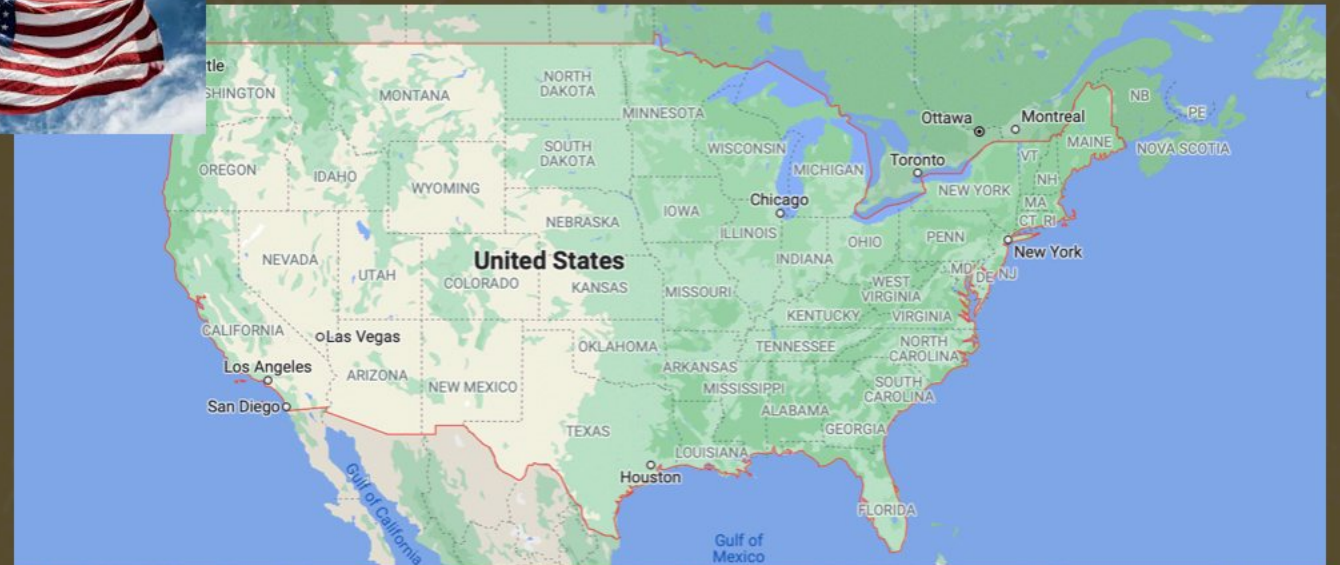 tle
SHINGTON
MONTANA
NORTH
DAKOTA
MINNESOTA
Ottawa
Montreal
NB
PE
MAINE
NOVA SCOTIA
OREGON
IDAHO
SOUTH
DAKOTA
WISCONSIN
MICHIGAN
Toronto
VT
NH
WYOMING
NEW YORK
MA
CT RI
NEBRASKA
IOWA
Chicago
ILLINOIS
INDIANA
OHIO
PENN
New York
NEVADA
UTAH
United States
COLORADO
KANSAS
MISSOURI
WEST
VIRGINIA
MD
DE
NJ
KENTUCKY
VIRGINIA
CALIFORNIA
Las Vegas
OKLAHOMA
TENNESSEE
NORTH
CAROLINA
Los Angeles
ARIZONA
NEW MEXICO
ARKANSAS
MISSISSIPPI
SOUTH
CAROLINA
San Diego
TEXAS
ALABAMA
GEORGIA
LOUISIANA
Houston
FLORIDA
Gulf of California
Gulf of
Mexico